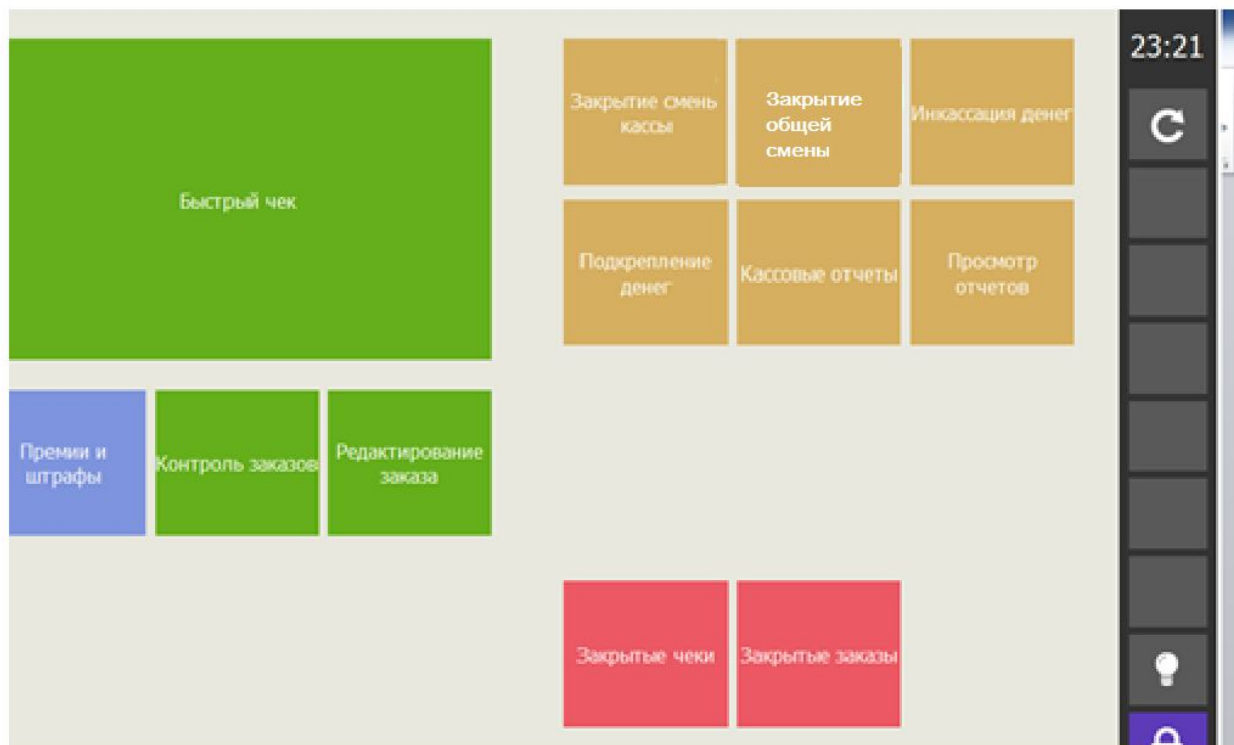 23:21
Быстрый чек
Закрытие смень
кассы
Закрытие
общей
смены
Инкассация денег
Подкрепление
денег
Кассовые отчеты
Просмотр
отчетов
Премии и
штрафы
Контроль заказов
Редактирование
заказа
Закрытые чеки
Закрытые заказы